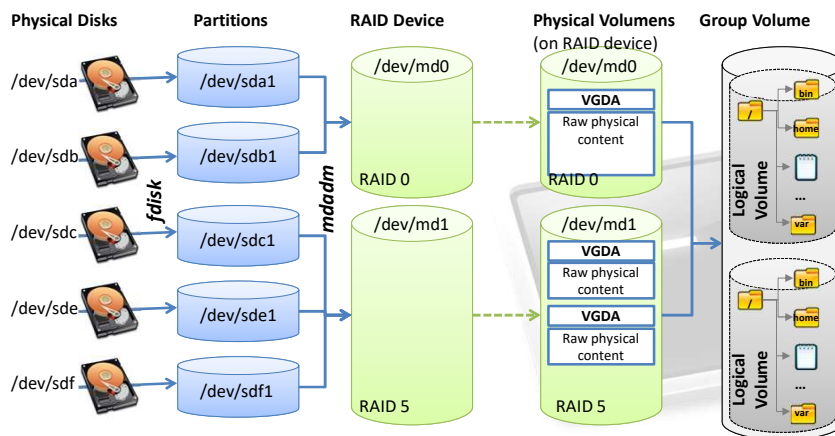 Physical Disks
Partitions
RAID Device
Physical Volumens
(on RAID device)
Group Volume
/dev/sda
/dev/sdb
/dev/sdc
/dev/sde
/dev/sdf
fdisk
/dev/sda1
/dev/sdb1
/dev/sdc1
/dev/sde1
/dev/sdf1
mdadm
/dev/md0
RAID 0
/dev/md1
RAID 5
/dev/md0
VGDA
Raw physical
content
RAID 0
/dev/md1
VGDA
Raw physical
content
VGDA
Raw physical
content
RAID 5
Logical
Volume
/
bin
home
...
var
Logical
Volume
/
bin
home
...
var